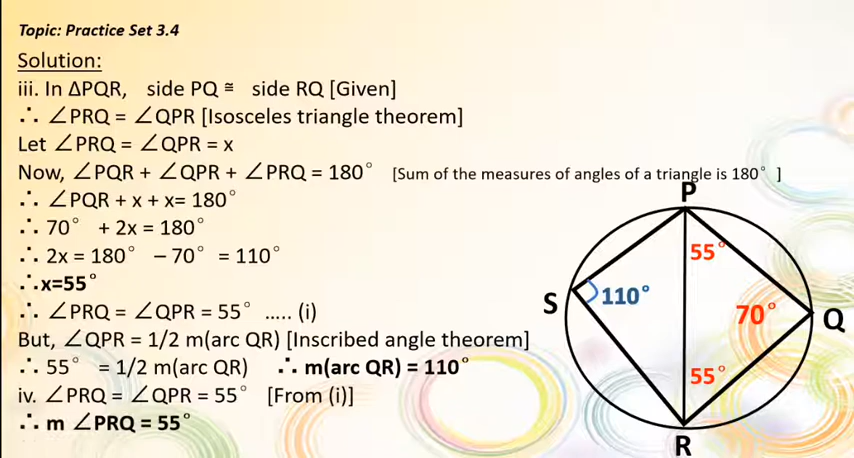 Topic: Practice Set 3.4
Solution:
iii. In ΔPQR, side PQ ≅ side RQ [Given]
∴ ∠PRQ = ∠QPR [Isosceles triangle theorem]
Let ∠PRQ = ∠QPR = x
Now, ∠PQR + ∠QPR + ∠PRQ = 180° [Sum of the measures of angles of a triangle is 180° ]
∴ ∠PQR + x + x= 180°
∴ 70° + 2x = 180°
∴ 2x = 180° – 70° = 110°
∴x=55°
∴ ∠PRQ = ∠QPR = 55° ..... (i)
But, ∠QPR = 1/2 m(arc QR) [Inscribed angle theorem]
∴ 55° = 1/2 m(arc QR) ∴ m(arc QR) = 110°
iv. ∠PRQ = ∠QPR = 55° [From (i)]
∴ m ∠PRQ = 55°
P
55°
S
110°
70°
Q
55°
R